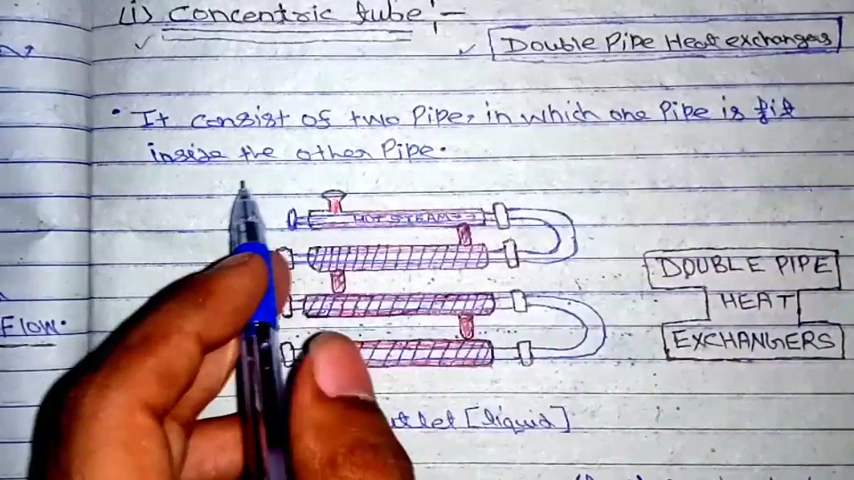 (i) Concentric tube :-
Double Pipe Heat exchangers
• It consist of two Pipe, in which one Pipe is fit
inside the other Pipe.
HOT STEAM
DOUBLE PIPE
HEAT
EXCHANGERS
FLOW.
outlet [liquid]